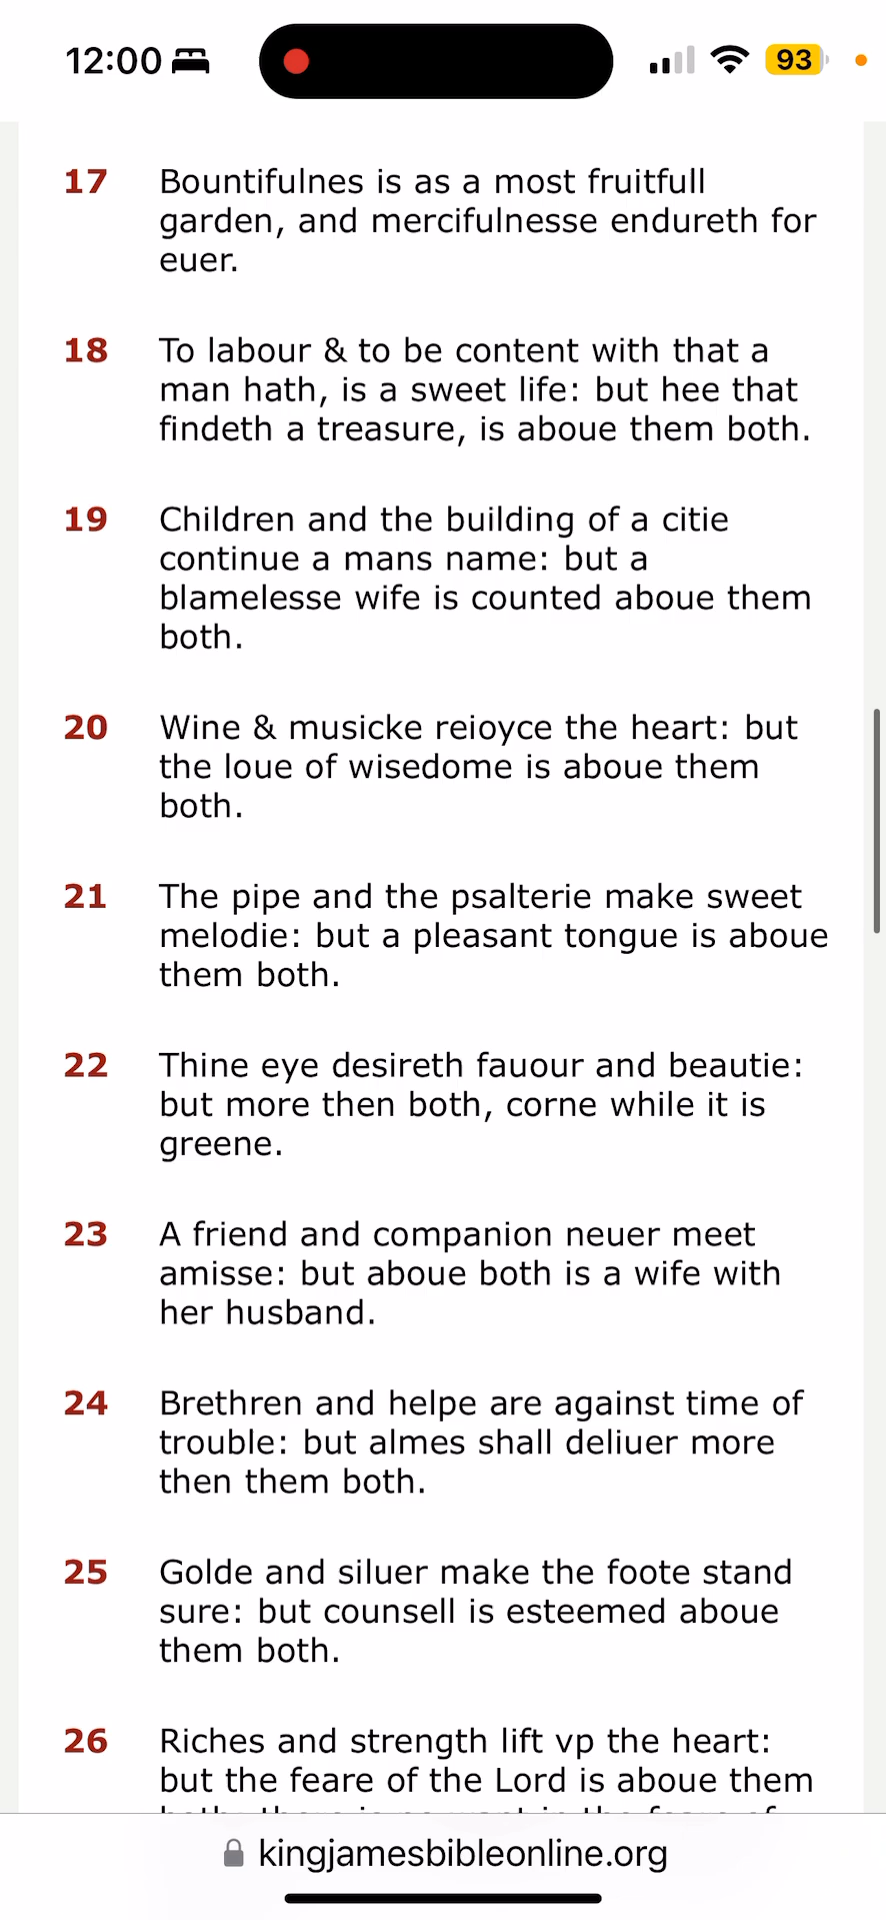 12:00
93
17 Bountifulnes is as a most fruitfull
garden, and mercifulnesse endureth for
euer.
18 To labour & to be content with that a
man hath, is a sweet life: but hee that
findeth a treasure, is aboue them both.
19 Children and the building of a citie
continue a mans name: but a
blamelesse wife is counted aboue them
both.
20 Wine & musicke reioyce the heart: but
the loue of wisedome is aboue them
both.
21 The pipe and the psalterie make sweet
melodie: but a pleasant tongue is aboue
them both.
22 Thine eye desireth fauour and beautie:
but more then both, corne while it is
greene.
23 A friend and companion neuer meet
amisse: but aboue both is a wife with
her husband.
24 Brethren and helpe are against time of
trouble: but almes shall deliuer more
then them both.
25 Golde and siluer make the foote stand
sure: but counsell is esteemed aboue
them both.
26 Riches and strength lift vp the heart:
but the feare of the Lord is aboue them
kingjamesbibleonline.org